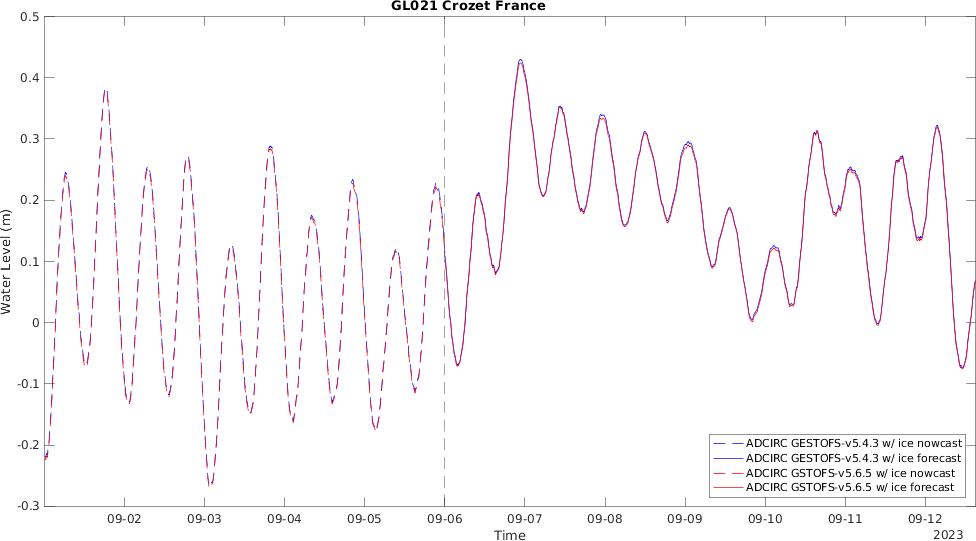 GL021 Crozet France
0.5
0.4
0.3
0.2
0.1
0
-0.1
-0.2
-0.3
Water Level (m)
09-02 09-03 09-04 09-05 09-06 09-07 09-08 09-09 09-10 09-11 09-12
2023
Time
ADCIRC GESTOFS-v5.4.3 w/ ice nowcast
ADCIRC GESTOFS-v5.4.3 w/ ice forecast
ADCIRC GSTOFS-v5.6.5 w/ ice nowcast
ADCIRC GSTOFS-v5.6.5 w/ ice forecast